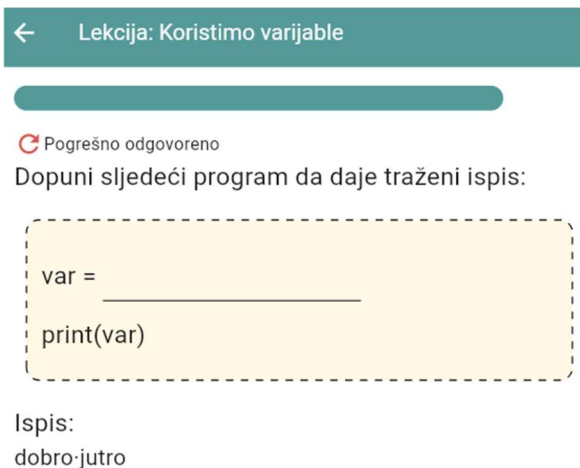 Lekcija: Koristimo varijable
Pogrešno odgovoreno
Dopuni sljedeći program da daje traženi ispis:
var =
print(var)
Ispis:
dobro·jutro